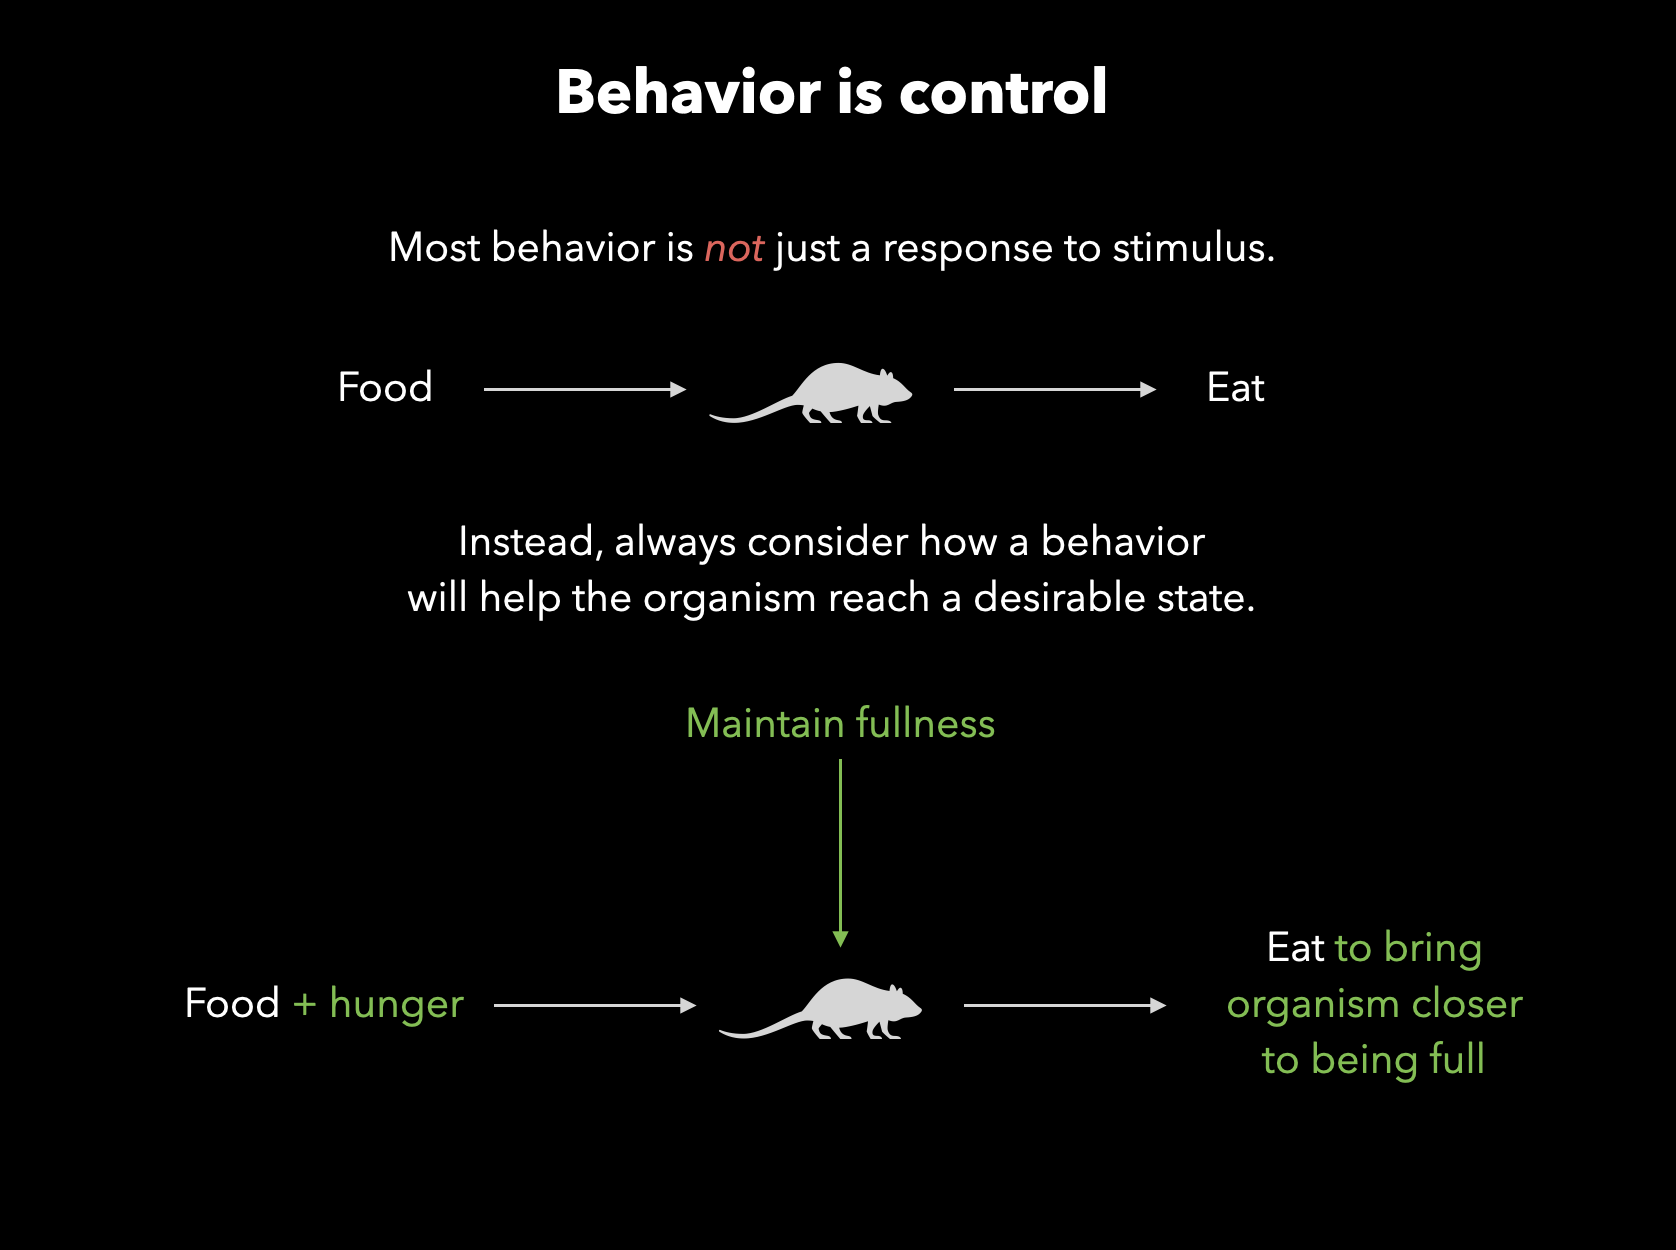 Behavior is control
Most behavior is not just a response to stimulus.
Food
Eat
Instead, always consider how a behavior
will help the organism reach a desirable state.
Maintain fullness
Food + hunger
Eat to bring
organism closer
to being full